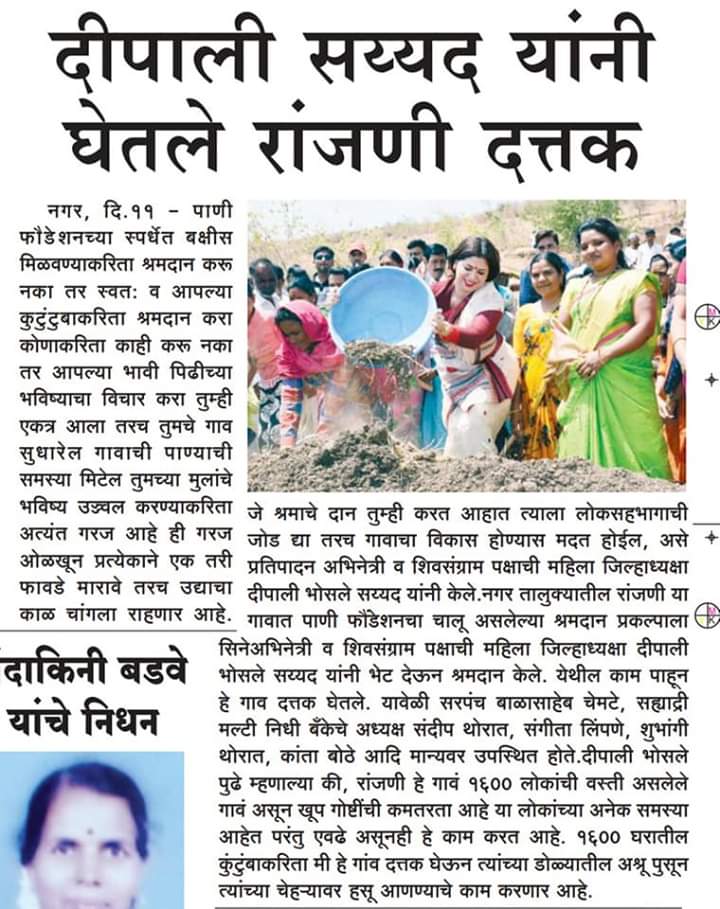 दीपाली सय्यद यांनी
घेतले रांजणी दत्तक
नगर, दि.११ - पाणी
फौडेशनच्या स्पर्धेत बक्षीस
मिळवण्याकरिता श्रमदान करू
नका तर स्वत: व आपल्या
कुटुंटुबाकरिता श्रमदान करा
कोणाकरिता काही करू नका
तर आपल्या भावी पिढीच्या
भविष्याचा विचार करा तुम्ही
एकत्र आला तरच तुमचे गाव
सुधारेल गावाची पाण्याची
समस्या मिटेल तुमच्या मुलांचे
भविष्य उज्ज्वल करण्याकरिता
अत्यंत गरज आहे ही गरज
ओळखून प्रत्येकाने एक तरी
फावडे मारावे तरच उद्याचा
काळ चांगला राहणार आहे.
जे श्रमाचे दान तुम्ही करत आहात त्याला लोकसहभागाची
जोड द्या तरच गावाचा विकास होण्यास मदत होईल, असे
प्रतिपादन अभिनेत्री व शिवसंग्राम पक्षाची महिला जिल्हाध्यक्षा
दीपाली भोसले सय्यद यांनी केले.नगर तालुक्यातील रांजणी या
गावात पाणी फौंडेशनचा चालू असलेल्या श्रमदान प्रकल्पाला
सिनेअभिनेत्री व शिवसंग्राम पक्षाची महिला जिल्हाध्यक्षा दीपाली
भोसले सय्यद यांनी भेट देऊन श्रमदान केले. येथील काम पाहून
हे गाव दत्तक घेतले. यावेळी सरपंच बाळासाहेब चेमटे, सह्याद्री
मल्टी निधी बँकेचे अध्यक्ष संदीप थोरात, संगीता लिंपणे, शुभांगी
थोरात, कांता बोठे आदि मान्यवर उपस्थित होते.दीपाली भोसले
पुढे म्हणाल्या की, रांजणी हे गावं १६०० लोकांची वस्ती असलेले
गावं असून खूप गोष्टींची कमतरता आहे या लोकांच्या अनेक समस्या
आहेत परंतु एवढे असूनही हे काम करत आहे. १६०० घरातील
कुंटुंबाकरिता मी हे गांव दत्तक घेऊन त्यांच्या डोळ्यातील अश्रू पुसून
त्यांच्या चेहऱ्यावर हसू आणण्याचे काम करणार आहे.
बडवे
यांचे निधन